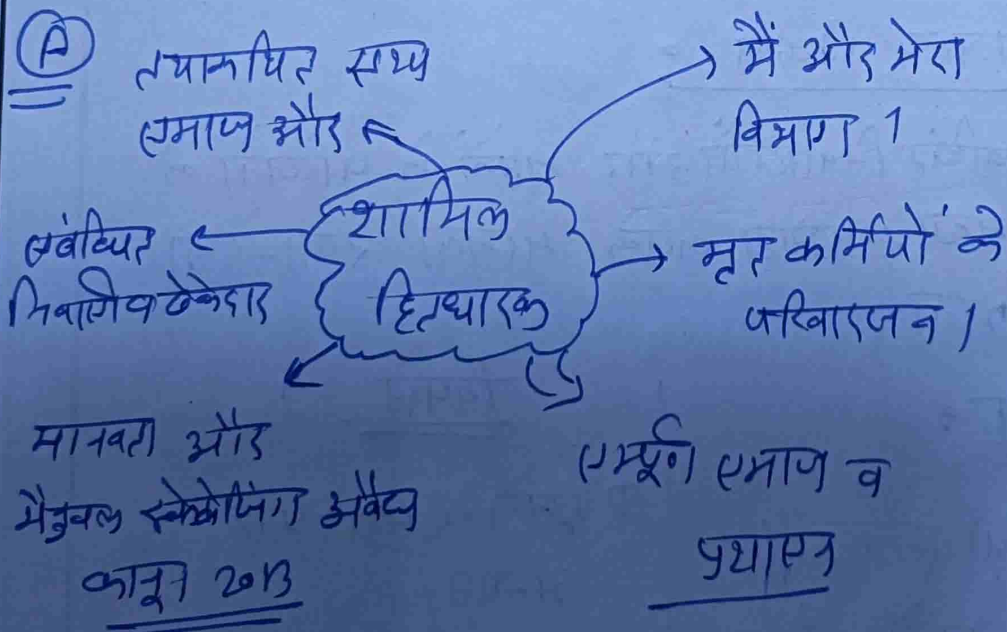 A
तथाकथित सभ्य
समाज और
मैं और मेरा
विभाग ।
शामिल
हितधारक
संबंधित
निजी ठेकेदार
मृत कर्मियों के
परिवारजन ।
मानवता और
मैनुअल स्केवेंजिंग अवैध
कानून 2013
सम्पूर्ण समाज व
प्रशासन